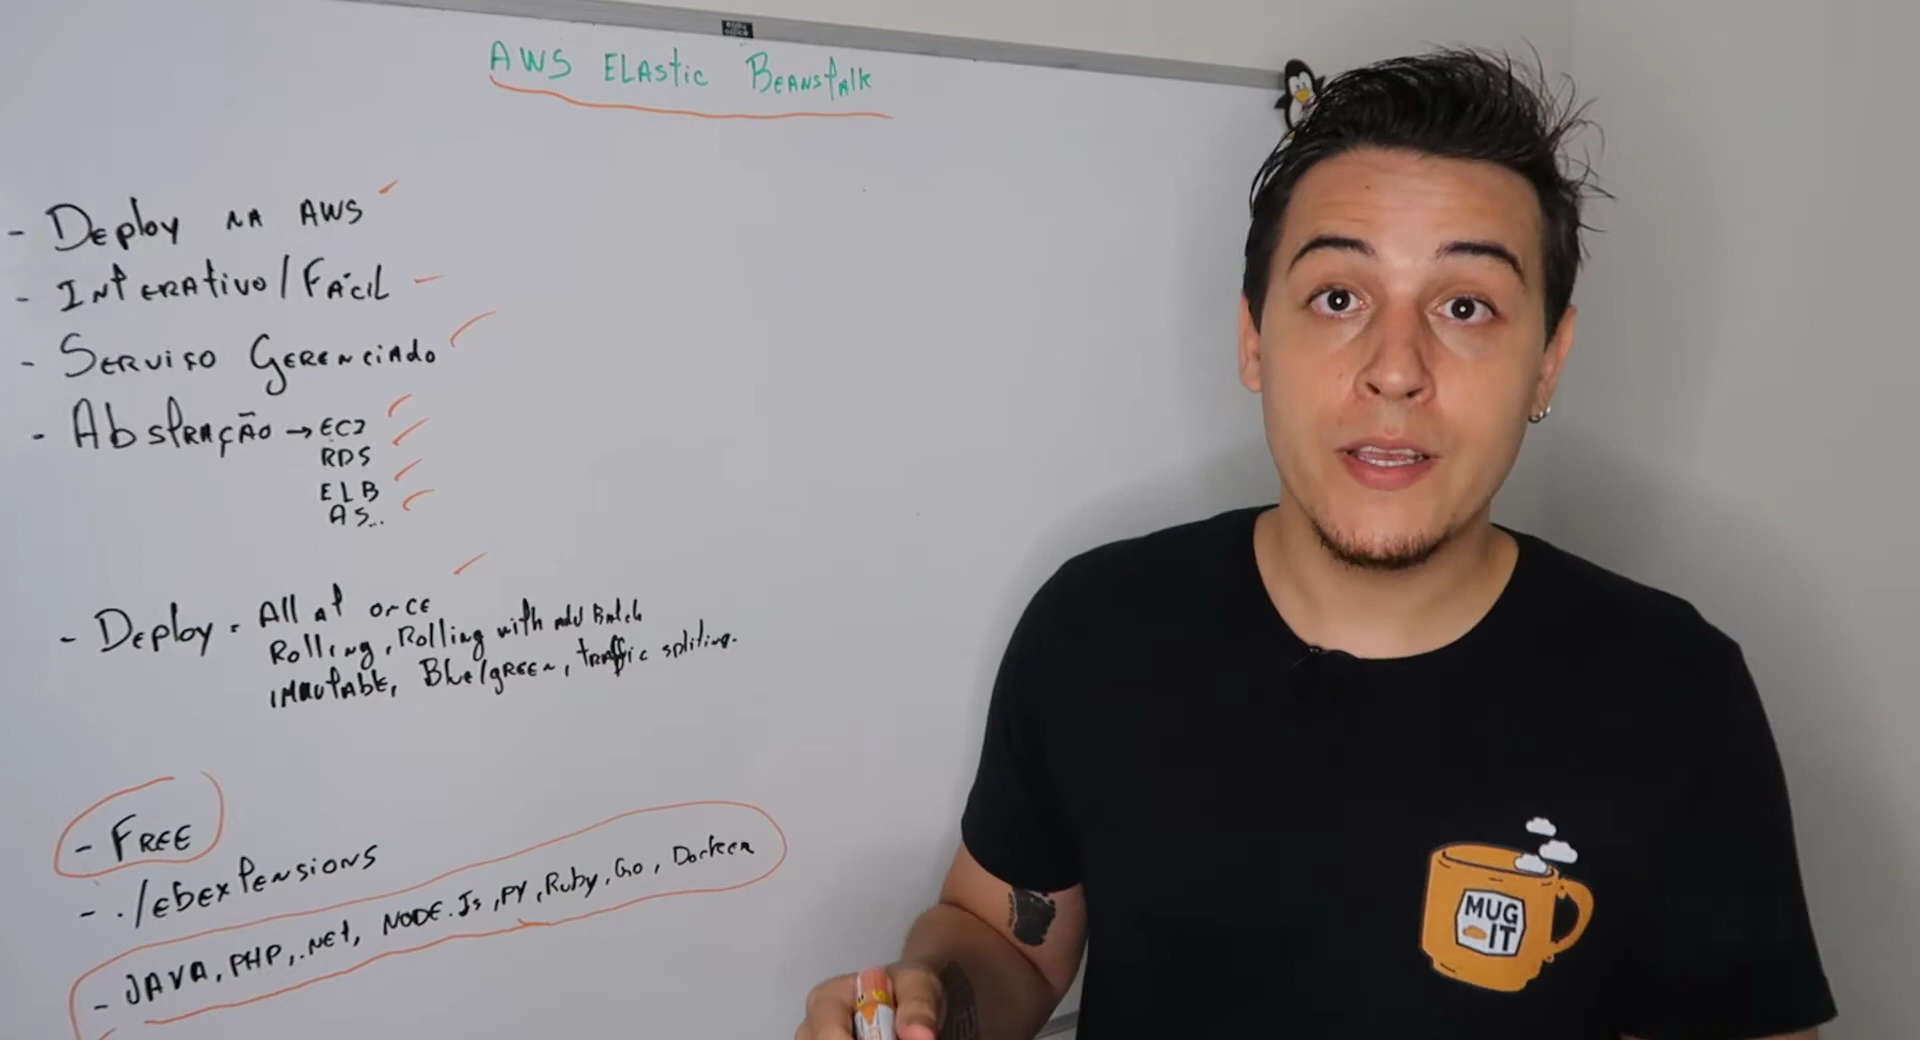 AWS Elastic Beanstalk
- Deploy na AWS
- Interativo/Fácil
- Serviço Gerenciado
- Abstração → EC2
RDS
ELB
AS...
- Deploy = All at once
Rolling, Rolling with add Batch
immutable, Blue/green, traffic spliting.
- Free
- ./ebextensions
- JAVA, PHP, .Net, NODE.Js, PY, Ruby, Go, Docker
MUG
IT